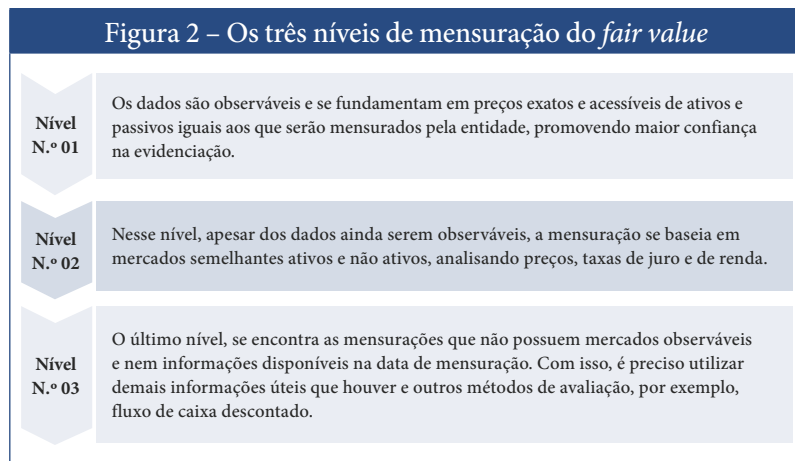 Figura 2 – Os três níveis de mensuração do fair value
Nível
N.º 01
Os dados são observáveis e se fundamentam em preços exatos e acessíveis de ativos e
passivos iguais aos que serão mensurados pela entidade, promovendo maior confiança
na evidenciação.
Nível
N.º 02
Nesse nível, apesar dos dados ainda serem observáveis, a mensuração se baseia em
mercados semelhantes ativos e não ativos, analisando preços, taxas de juro e de renda.
Nível
N.º 03
O último nível, se encontra as mensurações que não possuem mercados observáveis
e nem informações disponíveis na data de mensuração. Com isso, é preciso utilizar
demais informações úteis que houver e outros métodos de avaliação, por exemplo,
fluxo de caixa descontado.